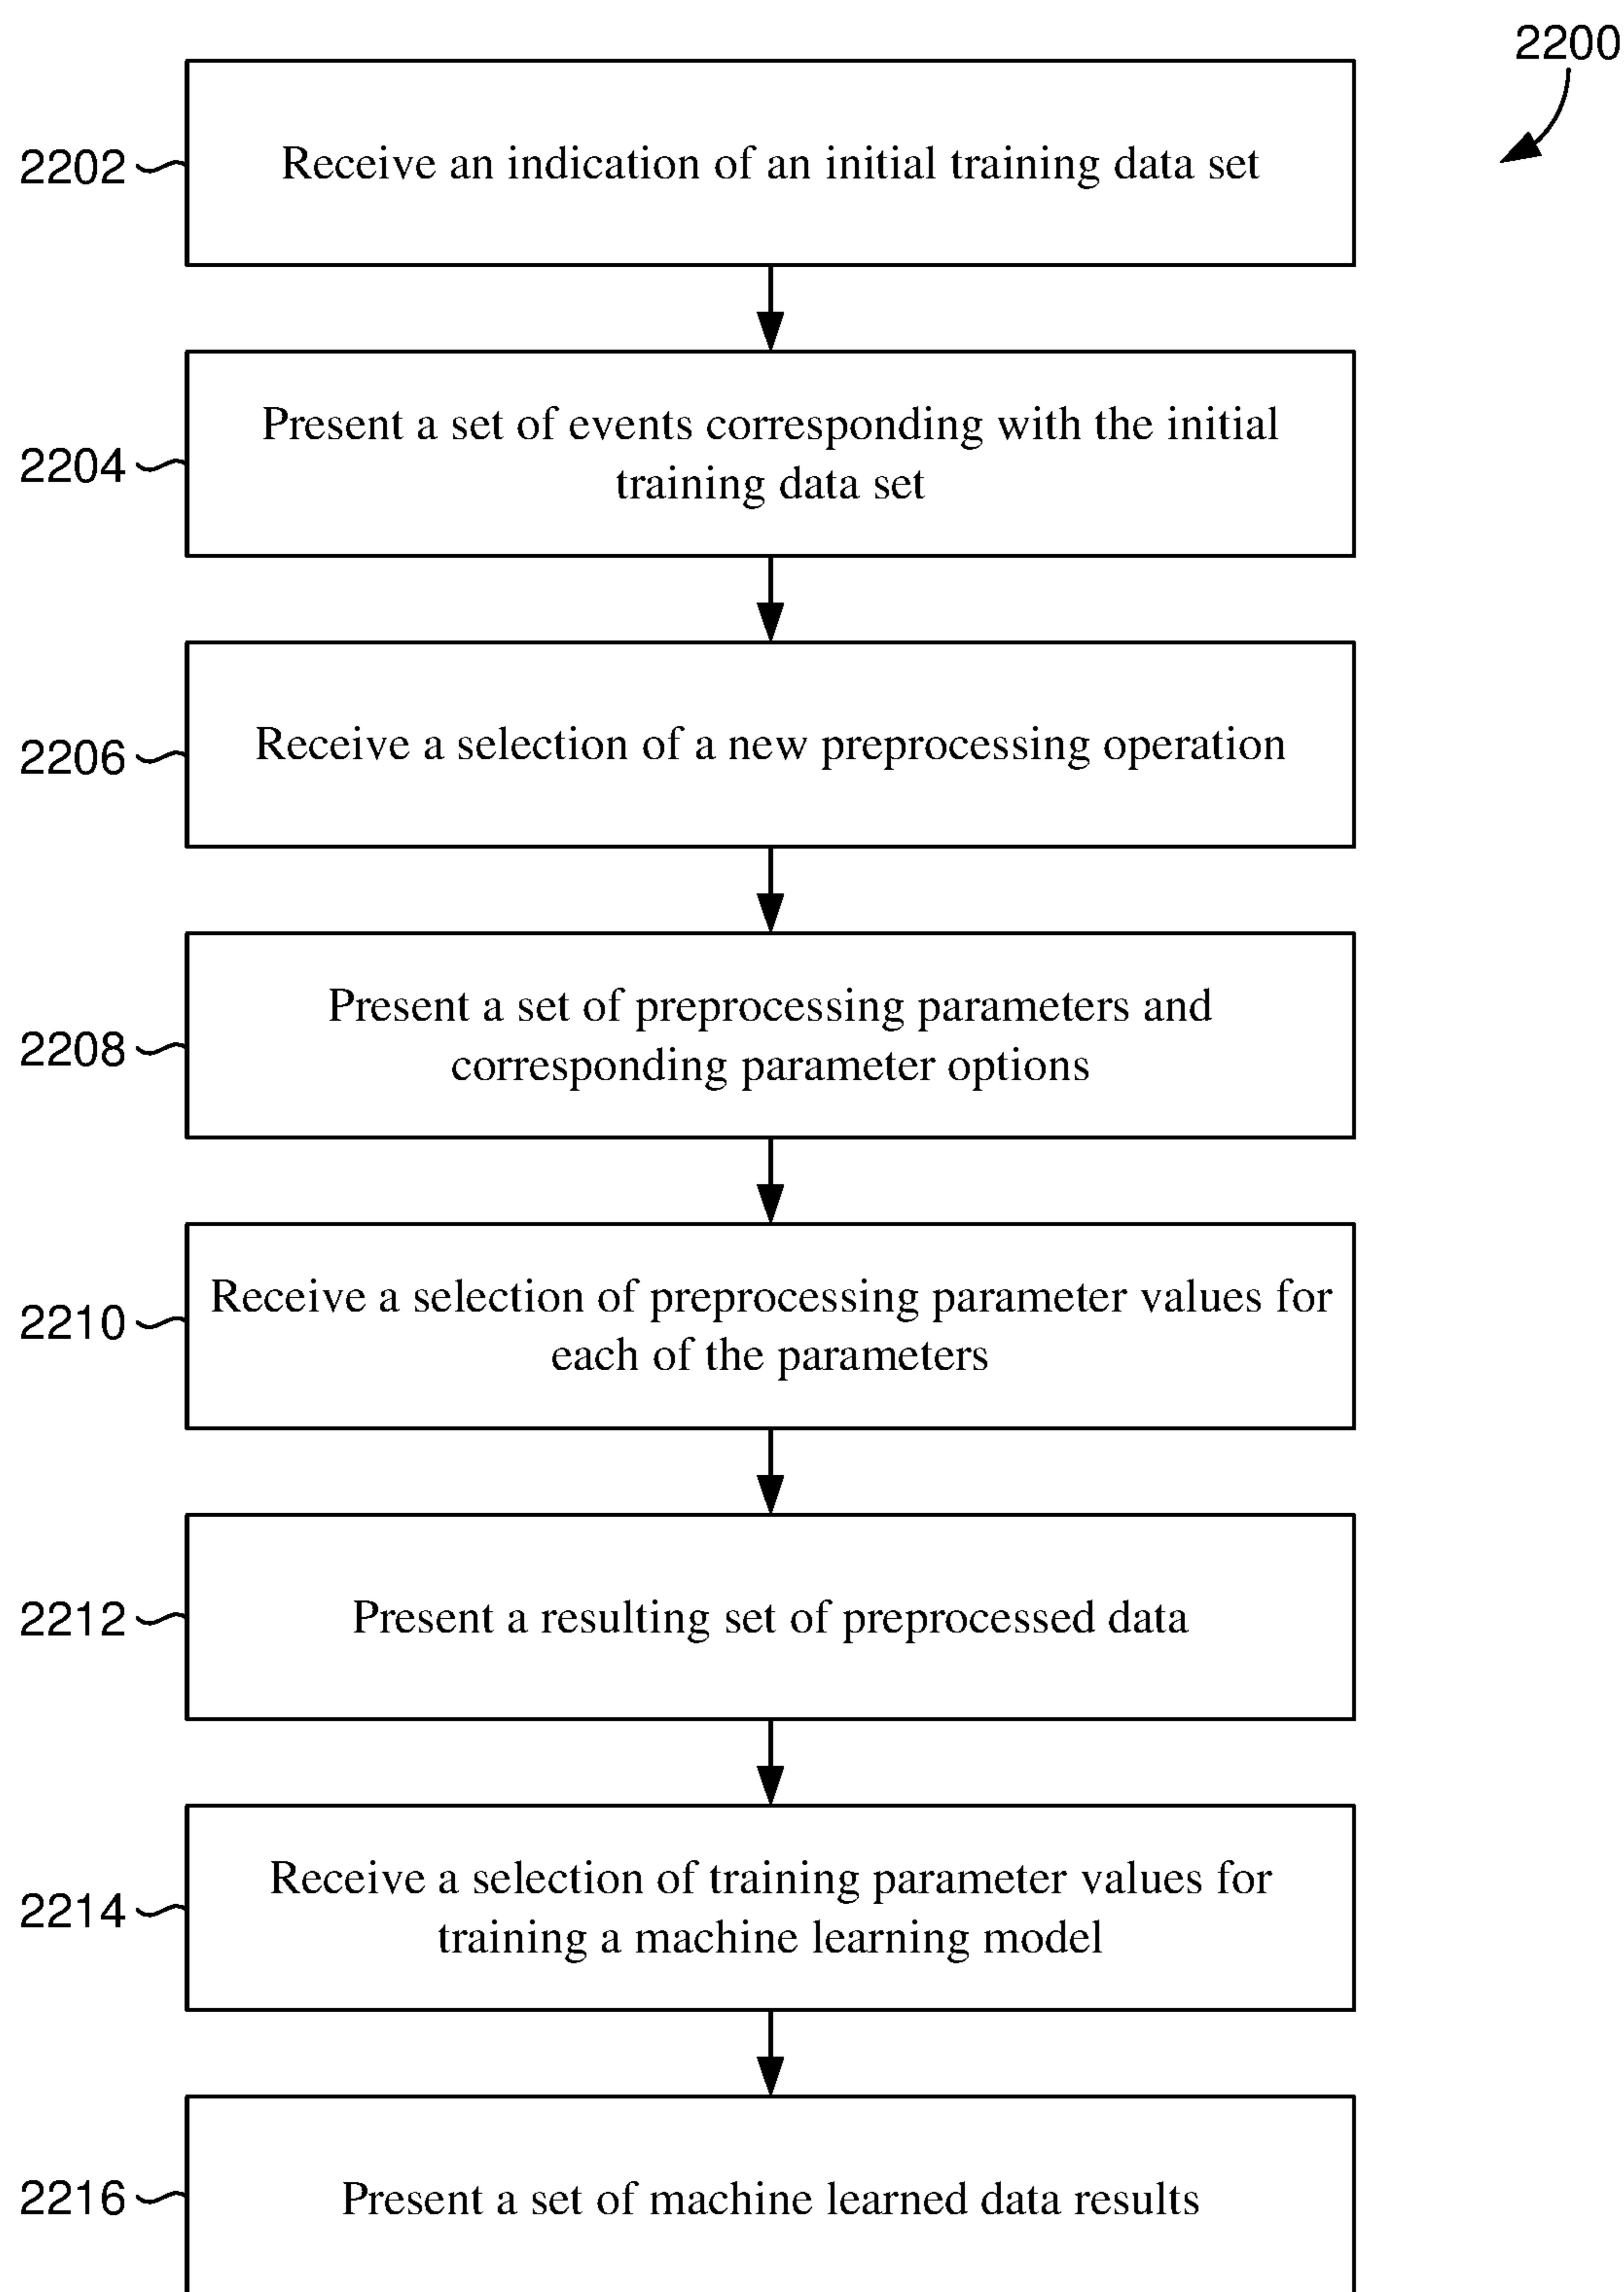 2200
2202
Receive an indication of an initial training data set
2204
Present a set of events corresponding with the initial
training data set
2206
Receive a selection of a new preprocessing operation
2208
Present a set of preprocessing parameters and
corresponding parameter options
2210
Receive a selection of preprocessing parameter values for
each of the parameters
2212
Present a resulting set of preprocessed data
2214
Receive a selection of training parameter values for
training a machine learning model
2216
Present a set of machine learned data results